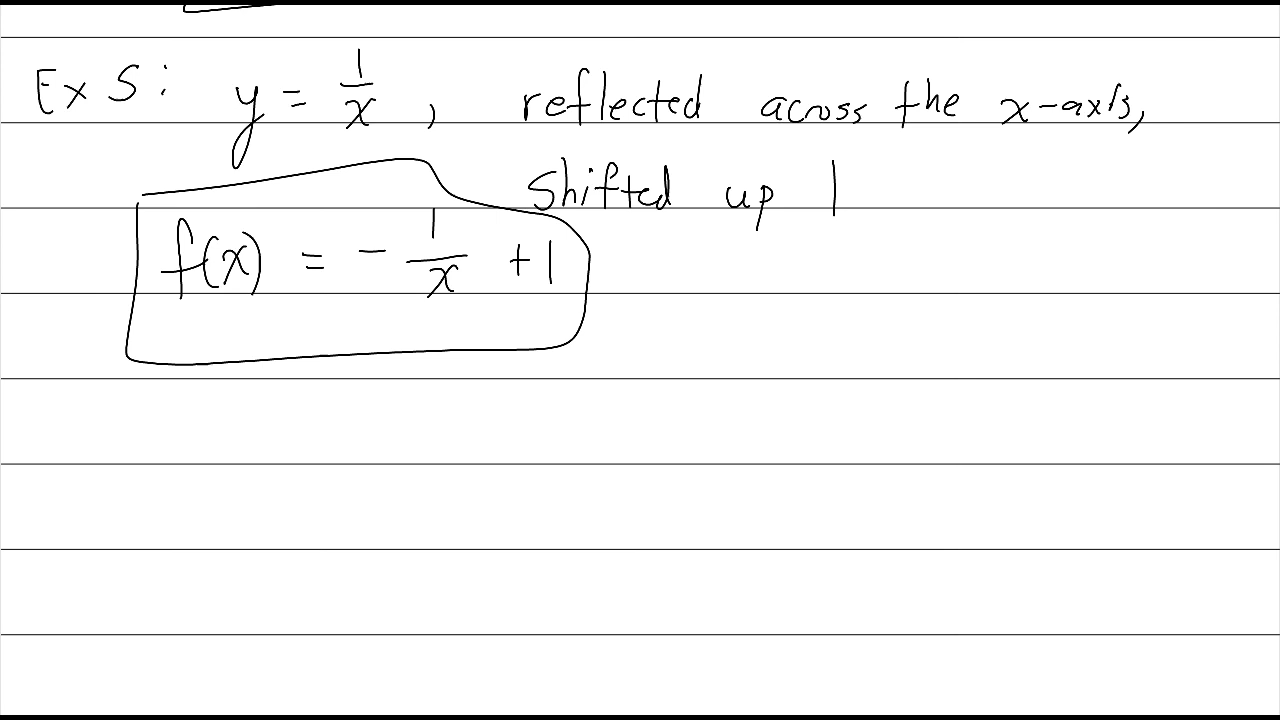 Ex 5: y = 1/x, reflected across the x-axis,
shifted up 1
f(x) = - 1/x + 1